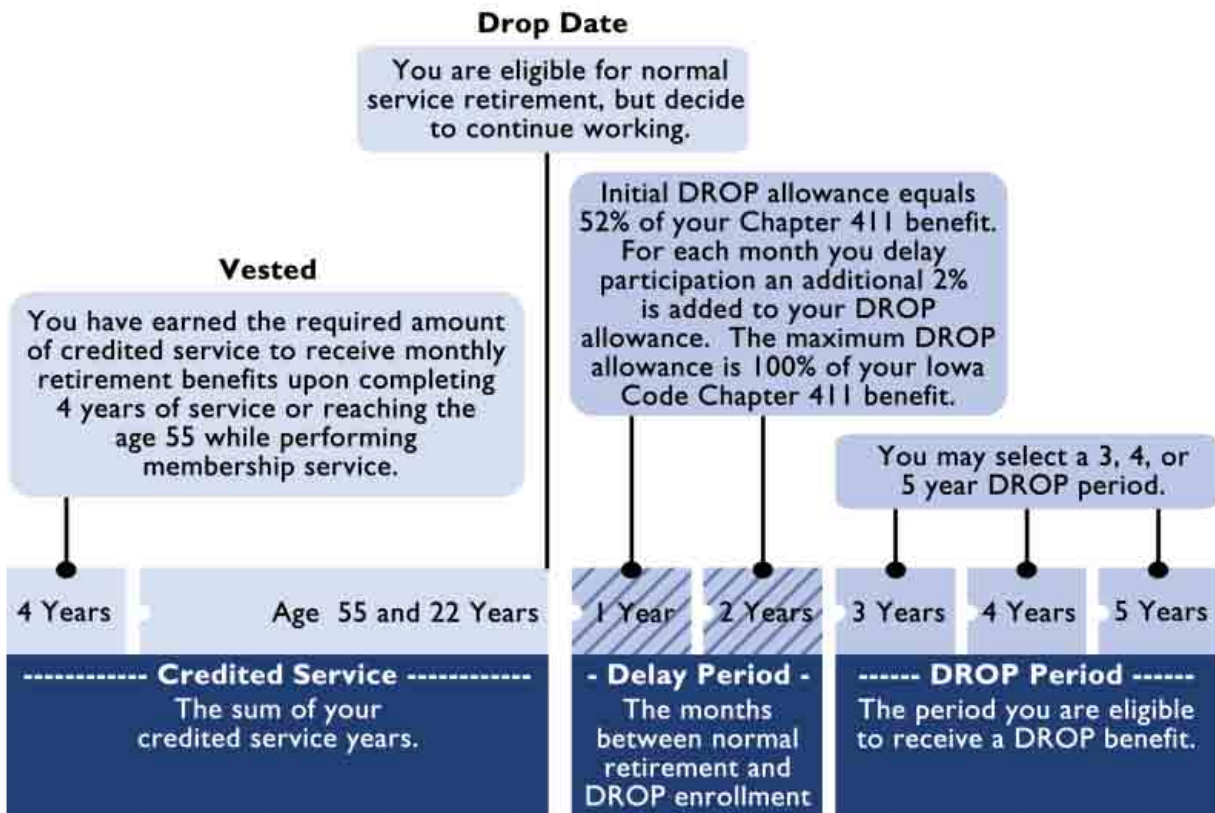 Drop Date
You are eligible for normal
service retirement, but decide
to continue working.
Initial DROP allowance equals
52% of your Chapter 411 benefit.
For each month you delay
participation an additional 2%
is added to your DROP
allowance. The maximum DROP
allowance is 100% of your Iowa
Code Chapter 411 benefit.
Vested
You have earned the required amount
of credited service to receive monthly
retirement benefits upon completing
4 years of service or reaching the
age 55 while performing
membership service.
You may select a 3, 4, or
5 year DROP period.
4 Years
Age 55 and 22 Years
1 Year
2 Years
3 Years
4 Years
5 Years
------------ Credited Service ------------
The sum of your
credited service years.
- Delay Period -
The months
between normal
retirement and
DROP enrollment
------ DROP Period ------
The period you are eligible
to receive a DROP benefit.